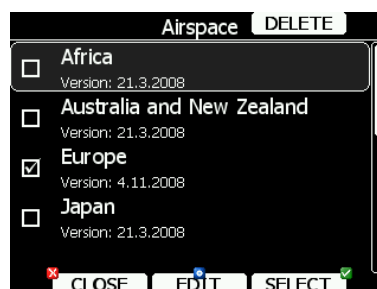 Airspace DELETE
Africa
Version: 21.3.2008
Australia and New Zealand
Version: 21.3.2008
Europe
Version: 4.11.2008
Japan
Version: 21.3.2008
CLOSE EDIT SELECT